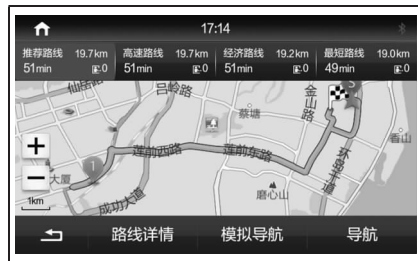 17:14
推荐路线 19.7km
51min 0
高速路线 19.7km
51min 0
经济路线 19.2km
51min 0
最短路线 19.0km
49min 0
仙岳路
吕岭路
金山路
蔡塘
香山
莲前西路
莲前东路
环岛干道
大厦
1
磨心山
成功大道
+
−
1km
路线详情
模拟导航
导航